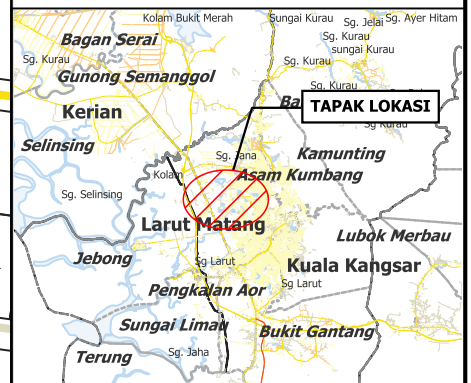 Kolam Bukit Merah
Sungai Kurau
Sg. Ayer Hitam
Sg. Jelai
Bagan Serai
Sg. Kurau
sungai Kurau
Sg. Kurau
Sg. Kurau
Gunong Semanggol
Sg. Kurau
Ba
TAPAK LOKASI
Kerian
Sg Kurau
Selinsing
Kamunting
Kolam
Asam Kumbang
Sg. Selinsing
Larut Matang
Lubok Merbau
Jebong
Sg Larut
Kuala Kangsar
Pengkalan Aor
Sg Larut
Sungai Limau
Bukit Gantang
Terung
Sg. Jaha